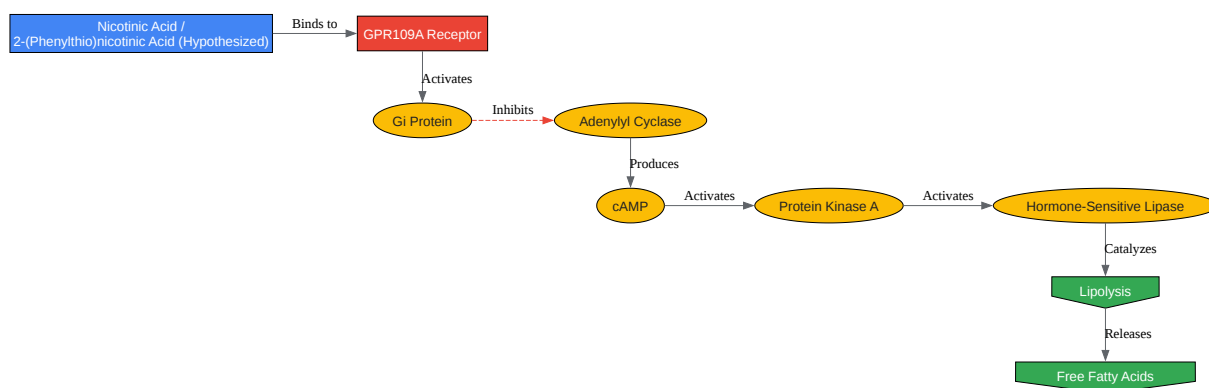 Nicotinic Acid /
2-(Phenylthio)nicotinic Acid (Hypothesized)
Binds to
GPR109A Receptor
Activates
Gi Protein
Inhibits
Adenylyl Cyclase
Produces
cAMP
Activates
Protein Kinase A
Activates
Hormone-Sensitive Lipase
Catalyzes
Lipolysis
Releases
Free Fatty Acids